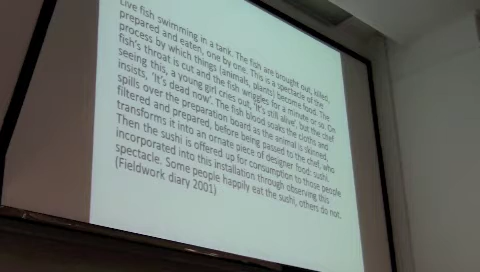 Live fish swimming in a tank. The fish are brought out, killed,
prepared and eaten, one by one. This is a spectacle of the
process by which things (animals, plants) become food. The
fish's throat is cut and the fish wriggles for a minute or so. On
seeing this, a young girl cries out, 'It's still alive', but the chef
insists, 'It's dead now'. The fish blood soaks the cloths and
spills over the preparation board as the animal is skinned,
filtered and prepared, before being passed to the chef, who
transforms it into an ornate piece of designer food: sushi.
Then the sushi is offered up for consumption to those people
incorporated into this installation through observing this
spectacle. Some people happily eat the sushi, others do not.
(Fieldwork diary 2001)